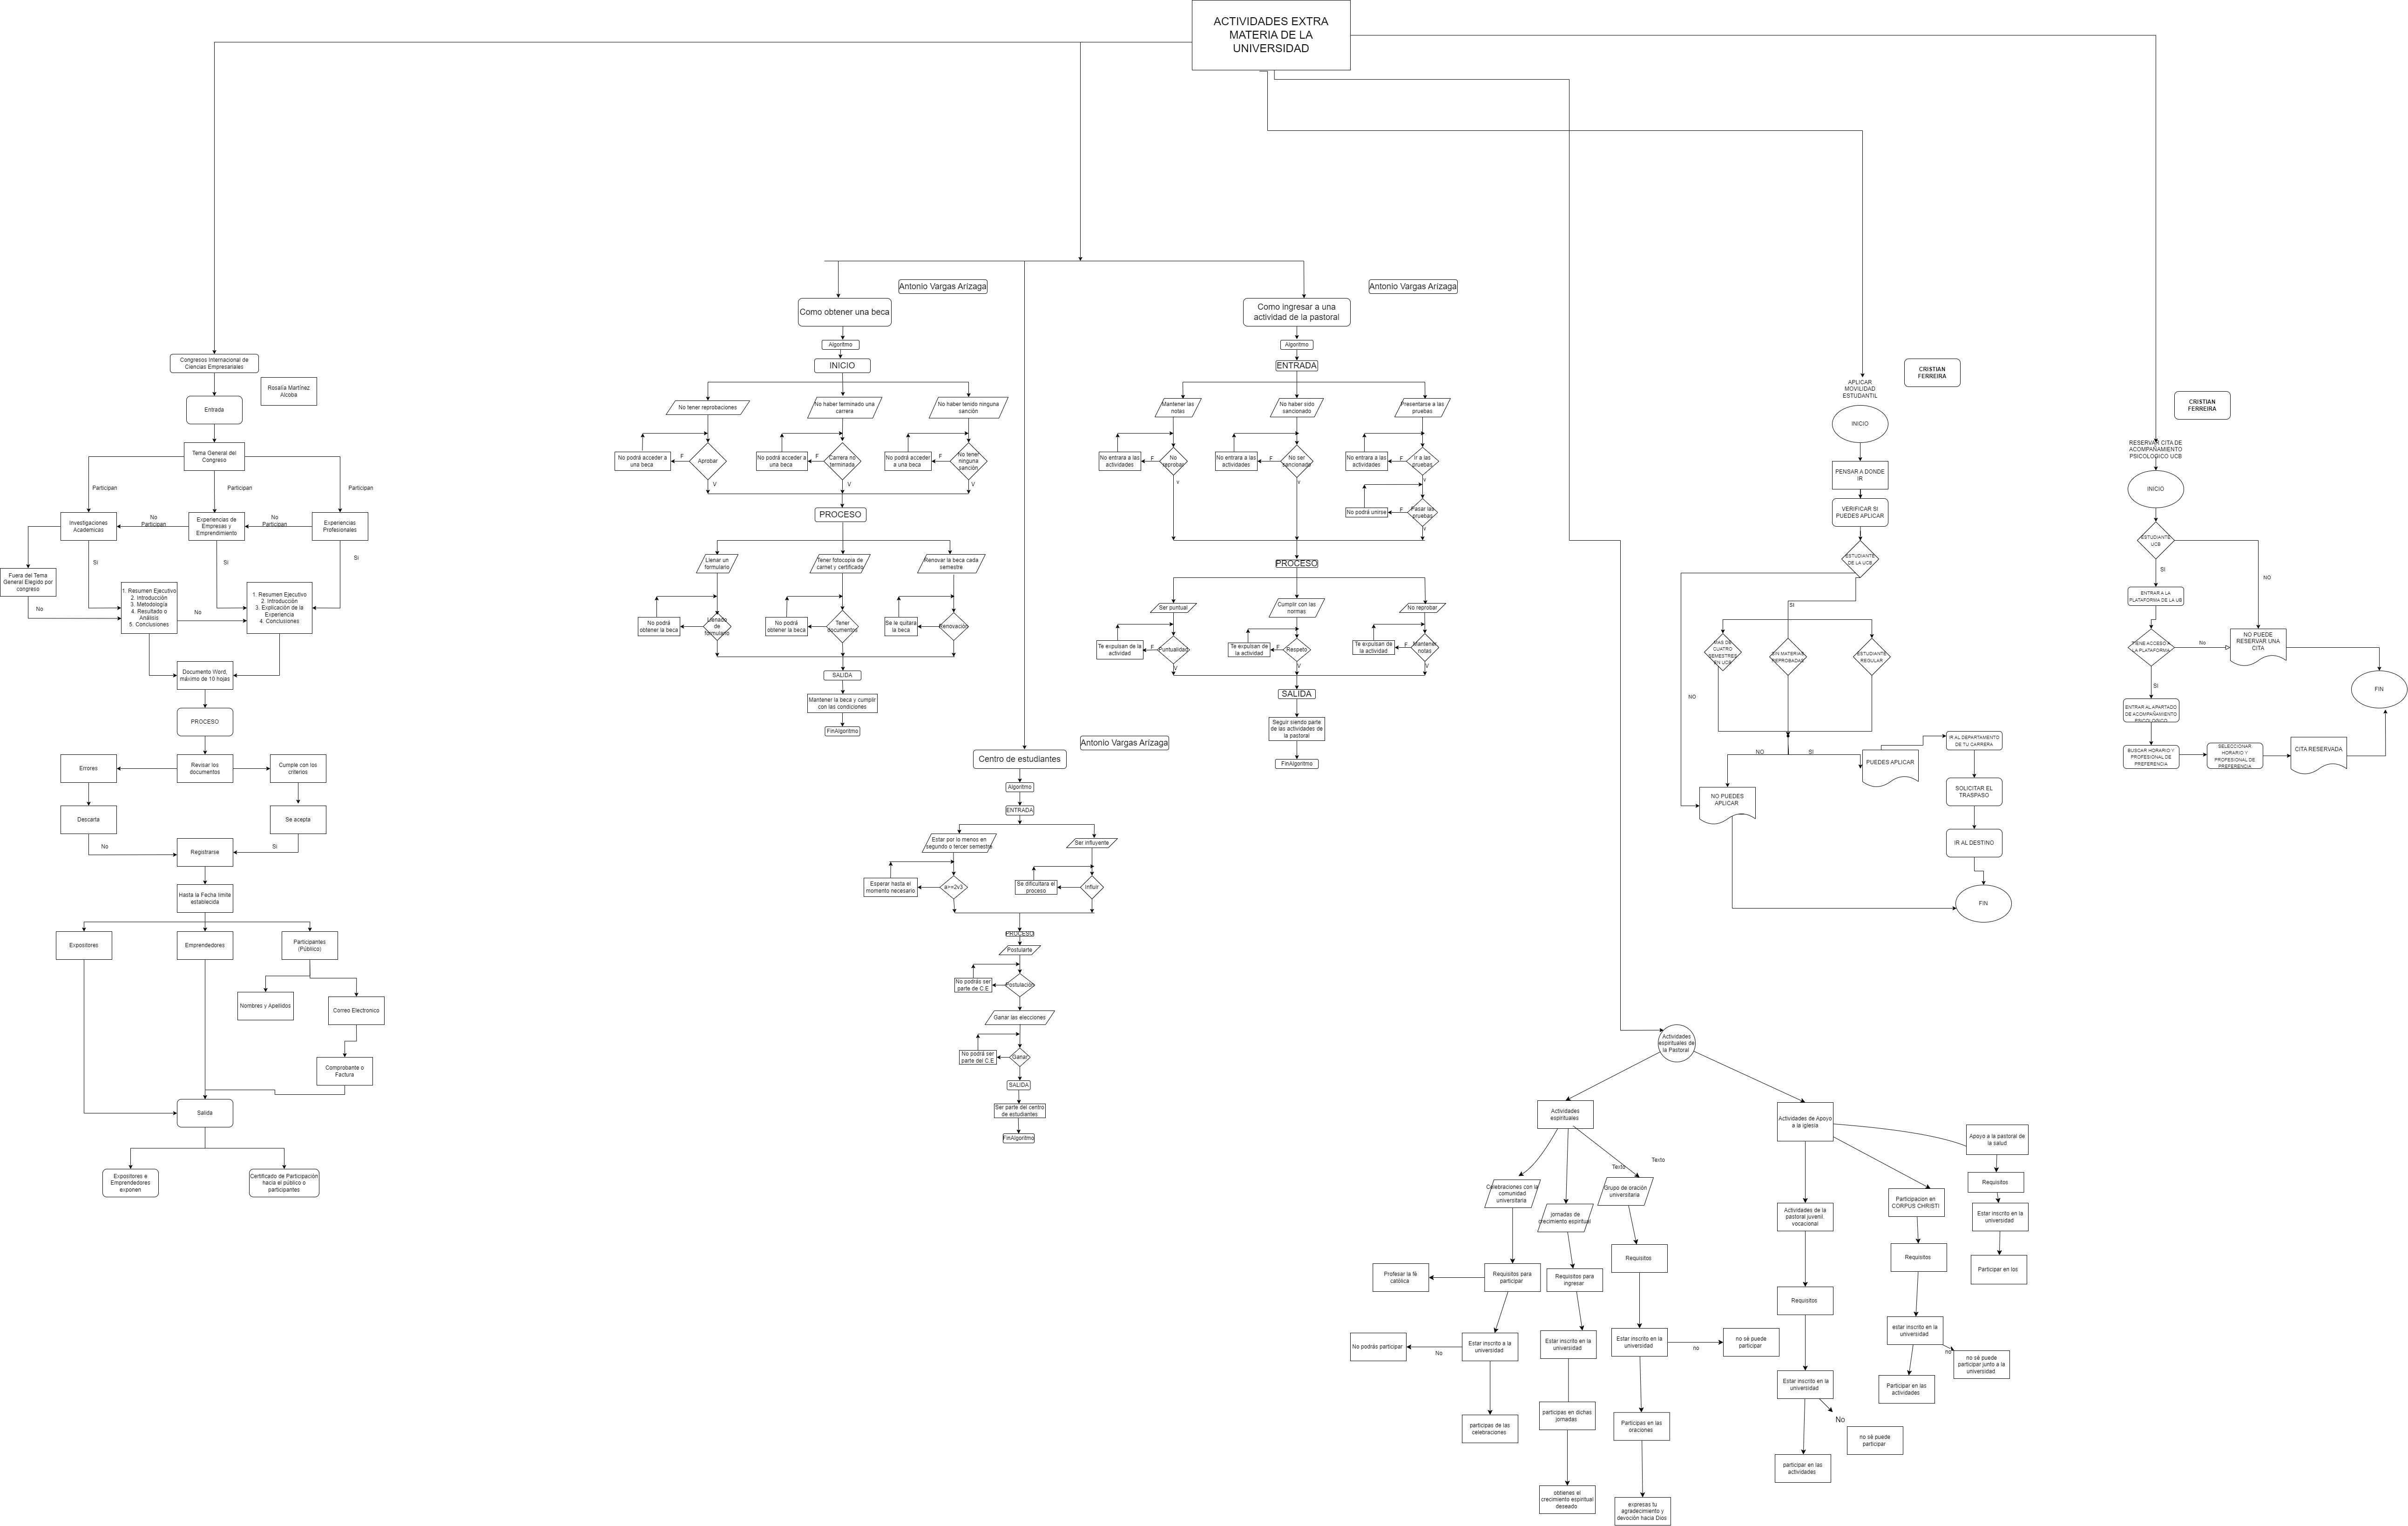 ACTIVIDADES EXTRA
MATERIA DE LA
UNIVERSIDAD
Congresos Internacional de
Ciencias Empresariales
Rosalía Martínez
Alcoba
Entrada
Tema General del
Congreso
Participan
Participan
Participan
Investigaciones
Academicas
No
Participan
Experiencias de
Empresas y
Emprendimiento
No
Participan
Experiencias
Profesionales
Si
Si
Si
Fuera del Tema
General Elegido por
congreso
No
1. Resumen Ejecutivo
2. Introducción
3. Metodología
4. Resultado o
Análisis
5. Conclusiones
No
1. Resumen Ejecutivo
2. Introducción
3. Explicación de la
Experiencia
4. Conclusiones
Documento Word,
máximo de 10 hojas
PROCESO
Errores
Revisar los
documentos
Cumple con los
criterios
Descarta
Se acepta
No
Registrarse
Si
Hasta la Fecha limite
establecida
Expositores
Emprendedores
Participantes
(Público)
Nombres y Apellidos
Correo Electronico
Comprobante o
Factura
Salida
Expositores e
Emprendedores
exponen
Certificado de Participación
hacia el público o
participantes
Antonio Vargas Arízaga
Como obtener una beca
Algoritmo
INICIO
No tener reprobaciones
No haber terminado una
carrera
No haber tenido ninguna
sanción
No podrá acceder a
una beca
F
Aprobar
V
No podrá acceder a
una beca
F
Carrera no
terminada
V
No podrá acceder
a una beca
F
No tener
ninguna
sanción
V
PROCESO
Llenar un
formulario
Tener fotocopia de
carnet y certificado
Renovar la beca cada
semestre
No podrá
obtener la beca
Llenado
de
formulario
No podrá
obtener la beca
Tener
documentos
Se le quitara
la beca
Renovación
SALIDA
Mantener la beca y cumplir
con las condiciones
FinAlgoritmo
Antonio Vargas Arízaga
Como ingresar a una
actividad de la pastoral
Algoritmo
ENTRADA
Mantener las
notas
No haber sido
sancionado
Presentarse a las
pruebas
No entrara a las
actividades
F
No
reprobar
v
No entrara a las
actividades
F
No ser
sancionado
v
No entrara a las
actividades
F
Ir a las
pruebas
v
No podrá unirse
F
Pasar las
pruebas
v
PROCESO
Ser puntual
Cumplir con las
normas
No reprobar
Te expulsan de la
actividad
F
Puntualidad
V
Te expulsan de
la actividad
F
Respeto
V
Te expulsan de
la actividad
F
Mantener
notas
V
SALIDA
Seguir siendo parte
de las actividades de
la pastoral
FinAlgoritmo
Antonio Vargas Arízaga
Centro de estudiantes
Algoritmo
ENTRADA
Estar por lo menos en
segundo o tercer semestre
Ser influyente
Esperar hasta el
momento necesario
a>=2v3
Se dificultara el
proceso
Influir
PROCESO
Postularte
No podrás ser
parte de C.E.
Postulación
Ganar las elecciones
No podrá ser
parte del C.E.
Ganar
SALIDA
Ser parte del centro
de estudiantes
FinAlgoritmo
CRISTIAN
FERREIRA
APLICAR
MOVILIDAD
ESTUDANTIL
INICIO
PENSAR A DONDE
IR
VERIFICAR SI
PUEDES APLICAR
ESTUDIANTE
DE LA UCB
SI
MAS DE
CUATRO
SEMESTRES
EN UCB
SIN MATERIAS
REPROBADAS
ESTUDIANTE
REGULAR
NO
NO
SI
PUEDES APLICAR
IR AL DEPARTAMENTO
DE TU CARRERA
NO PUEDES
APLICAR
SOLICITAR EL
TRASPASO
IR AL DESTINO
FIN
CRISTIAN
FERREIRA
RESERVAR CITA DE
ACOMPAÑAMIENTO
PSICOLOGICO UCB
INICIO
ESTUDIANTE
UCB
SI
NO
ENTRAR A LA
PLATAFORMA DE LA UB
TIENE ACCESO A
LA PLATAFORMA
No
NO PUEDE
RESERVAR UNA
CITA
SI
FIN
ENTRAR AL APARTADO
DE ACOMPAÑAMIENTO
PSICOLOGICO
BUSCAR HORARIO Y
PROFESIONAL DE
PREFERENCIA
SELECCIONAR
HORARIO Y
PROFESIONAL DE
PREFERENCIA
CITA RESERVADA
Actividades
espirituales de
la Pastoral
Actividades
espirituales
Texto
Texto
Celebraciones con la
comunidad
universitaria
jornadas de
crecimiento espiritual
Grupo de oración
universitaria
Profesar la fé
católica
Requisitos para
participar
Requisitos para
ingresar
Requisitos
No podrás participar
No
Estar inscrito a la
universidad
Estar inscrito en la
universidad
Estar inscrito en la
universidad
no
no sé puede
participar
participas de las
celebraciones
participas en dichas
jornadas
Participas en las
oraciones
obtienes el
crecimiento espiritual
deseado
expresas tu
agradecimiento y
devoción hacia Dios
Actividades de Apoyo
a la iglesia
Actividades de la
pastoral juvenil
vocacional
Requisitos
Estar inscrito en la
universidad
No
no sé puede
participar
participar en las
actividades
Participacion en
CORPUS CHRISTI
Requisitos
estar inscrito en la
universidad
no
no sé puede
participar junto a la
universidad
Participar en las
actividades
Apoyo a la pastoral de
la salud
Requisitos
Estar inscrito en la
universidad
Participar en los